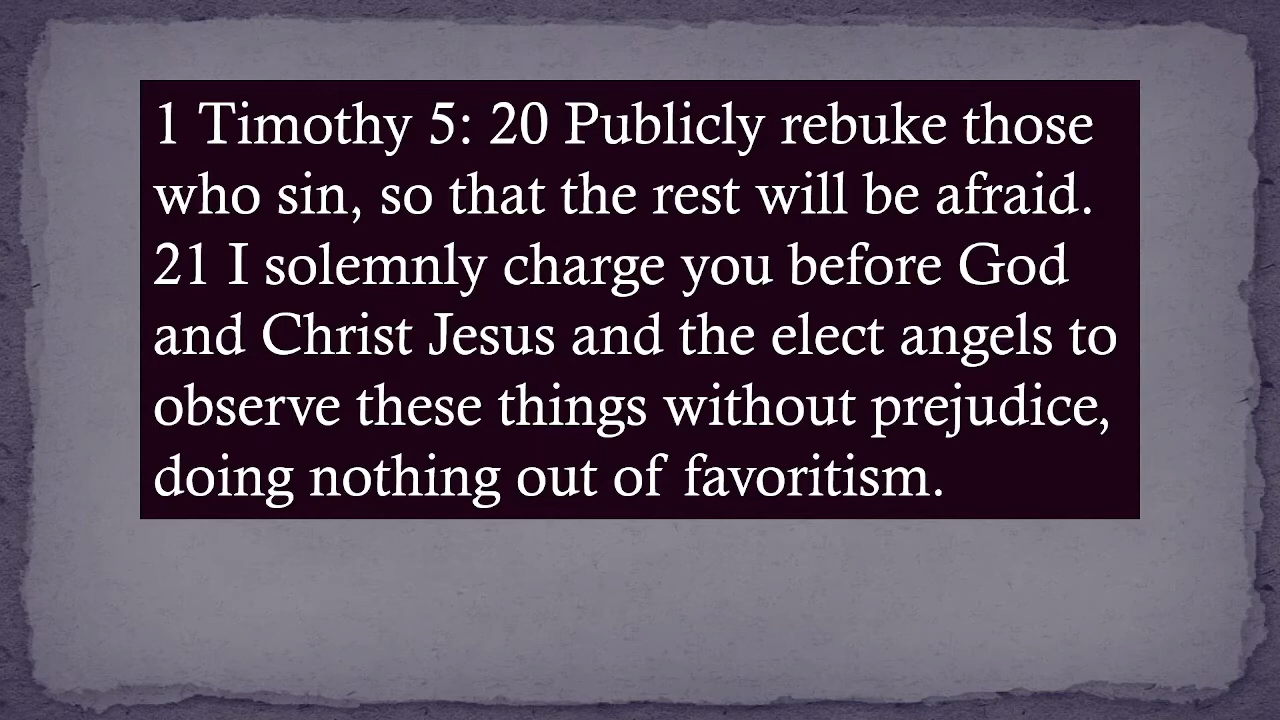 1 Timothy 5: 20 Publicly rebuke those
who sin, so that the rest will be afraid.
21 I solemnly charge you before God
and Christ Jesus and the elect angels to
observe these things without prejudice,
doing nothing out of favoritism.